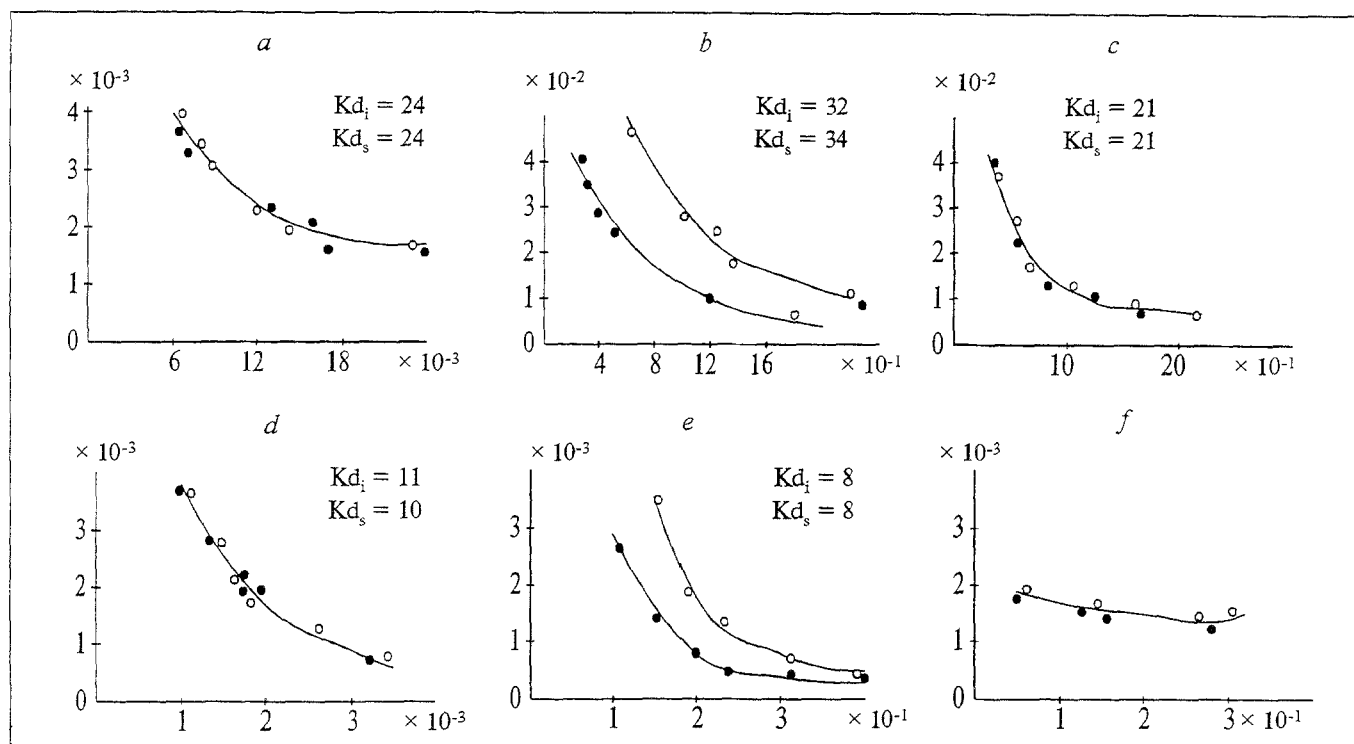 a
× 10⁻³
Kdᵢ = 24
Kdₛ = 24
4
3
2
1
0
6 12 18 × 10⁻³
b
× 10⁻²
Kdᵢ = 32
Kdₛ = 34
4
3
2
1
0
4 8 12 16 × 10⁻¹
c
× 10⁻²
Kdᵢ = 21
Kdₛ = 21
4
3
2
1
0
10 20 × 10⁻¹
d
× 10⁻³
Kdᵢ = 11
Kdₛ = 10
3
2
1
0
1 2 3 × 10⁻³
e
× 10⁻³
Kdᵢ = 8
Kdₛ = 8
3
2
1
0
1 2 3 × 10⁻¹
f
× 10⁻³
3
2
1
0
1 2 3 × 10⁻¹